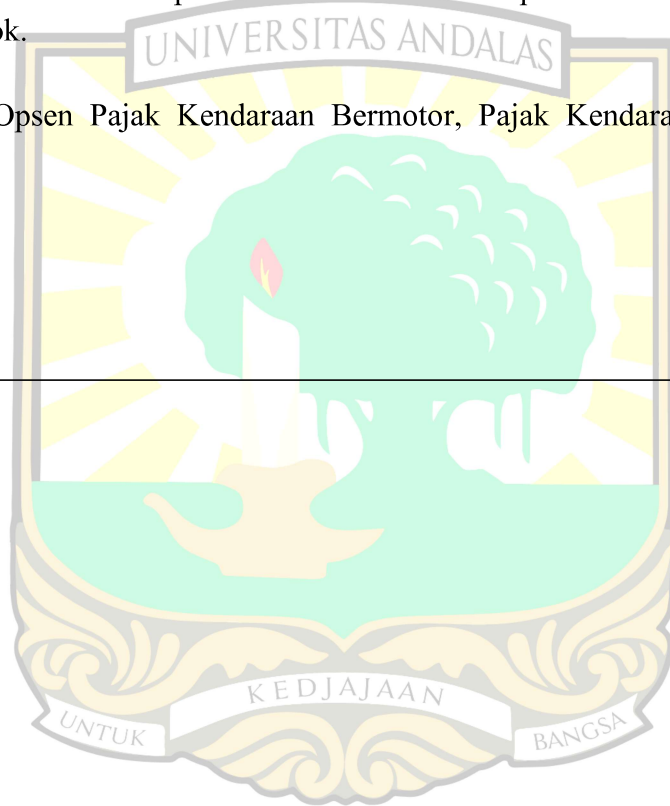 ok.
UNIVERSITAS ANDALAS
Opsen Pajak Kendaraan Bermotor, Pajak Kendara
KEDJAJAAN
UNTUK
BANGSA